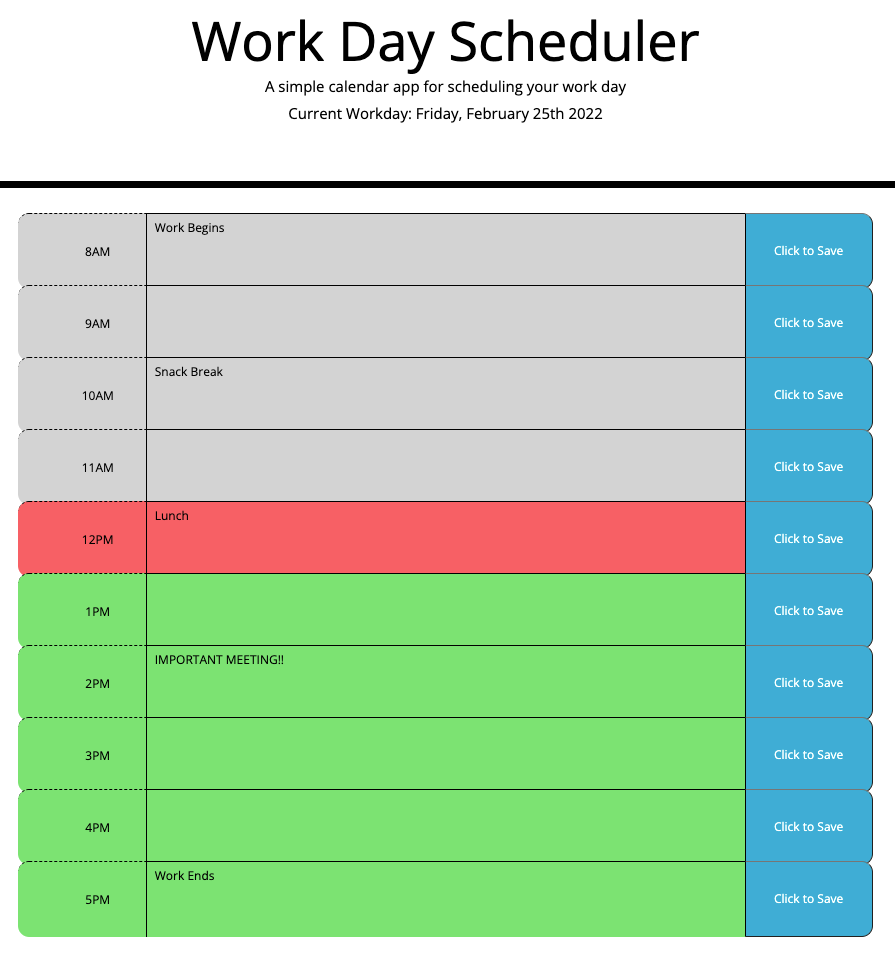 Work Day Scheduler
A simple calendar app for scheduling your work day
Current Workday: Friday, February 25th 2022
8AM Work Begins Click to Save
9AM Click to Save
10AM Snack Break Click to Save
11AM Click to Save
12PM Lunch Click to Save
1PM Click to Save
2PM IMPORTANT MEETING!! Click to Save
3PM Click to Save
4PM Click to Save
5PM Work Ends Click to Save